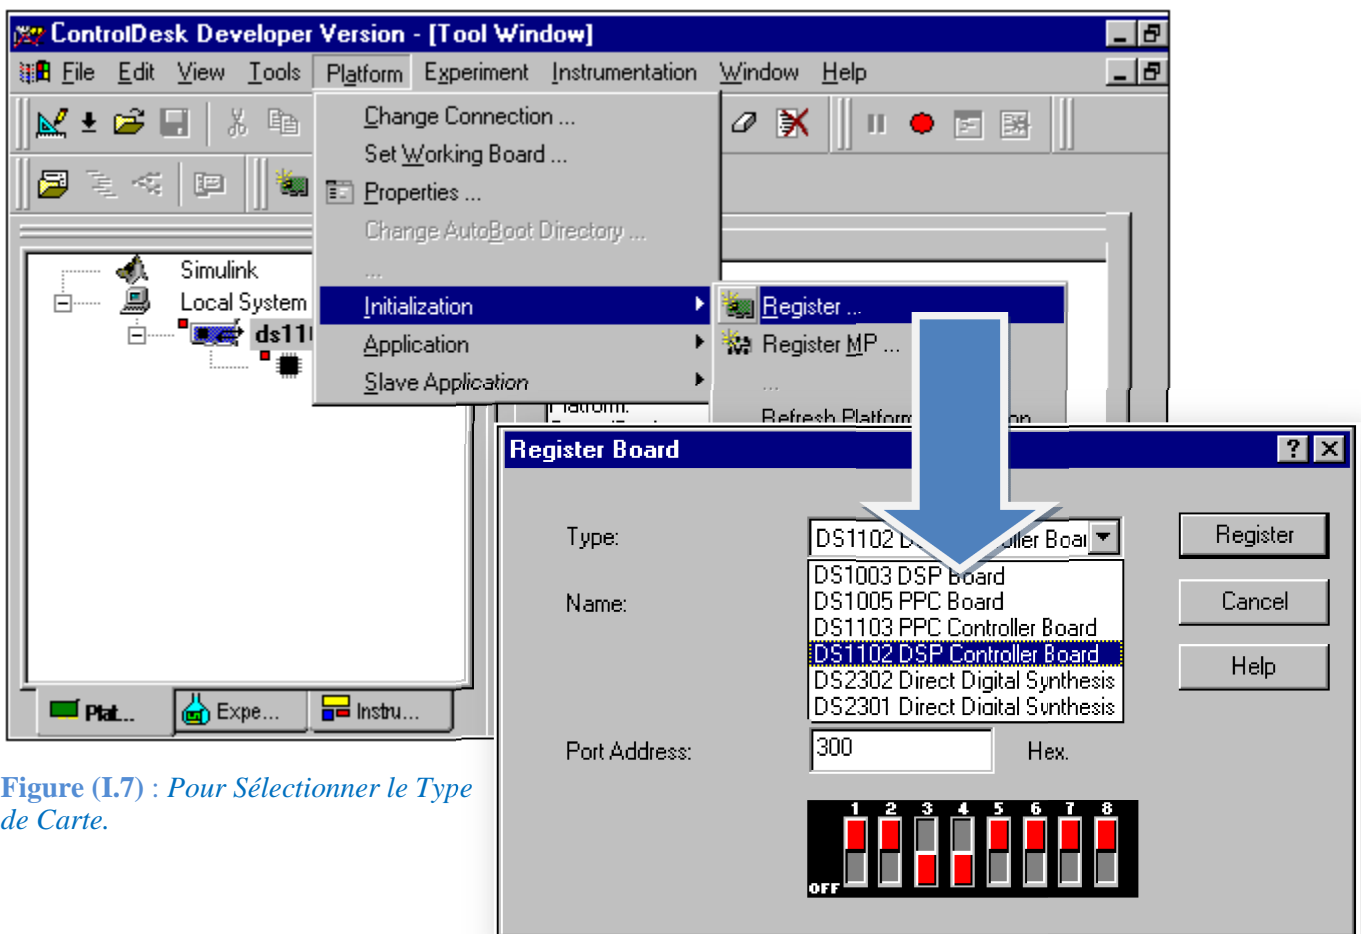 ControlDesk Developer Version - [Tool Window]
File Edit View Tools Platform Experiment Instrumentation Window Help
Change Connection ...
Set Working Board ...
Properties ...
Change AutoBoot Directory ...
...
Initialization
Application
Slave Application
Simulink
Local System
ds11
Register ...
Register MP ...
...
Refresh
Plat...
Expe...
Instru...
Register Board
Type:
DS1102
DS1003 DSP Board
DS1005 PPC Board
DS1103 PPC Controller Board
DS1102 DSP Controller Board
DS2302 Direct Digital Synthesis
DS2301 Direct Digital Synthesis
Name:
Port Address:
300
Hex.
Register
Cancel
Help
1 2 3 4 5 6 7 8
OFF
Figure (I.7) : Pour Sélectionner le Type
de Carte.